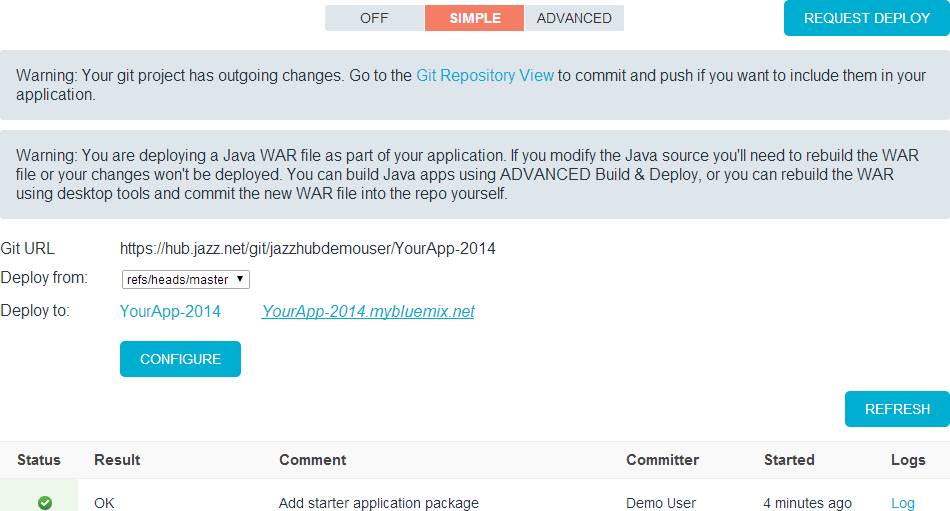 OFF SIMPLE ADVANCED REQUEST DEPLOY
Warning: Your git project has outgoing changes. Go to the Git Repository View to commit and push if you want to include them in your
application.
Warning: You are deploying a Java WAR file as part of your application. If you modify the Java source you'll need to rebuild the WAR
file or your changes won't be deployed. You can build Java apps using ADVANCED Build & Deploy, or you can rebuild the WAR
using desktop tools and commit the new WAR file into the repo yourself.
Git URL https://hub.jazz.net/git/jazzhubdemouser/YourApp-2014
Deploy from: refs/heads/master
Deploy to: YourApp-2014 YourApp-2014.mybluemix.net
CONFIGURE
REFRESH
Status Result Comment Committer Started Logs
OK Add starter application package Demo User 4 minutes ago Log